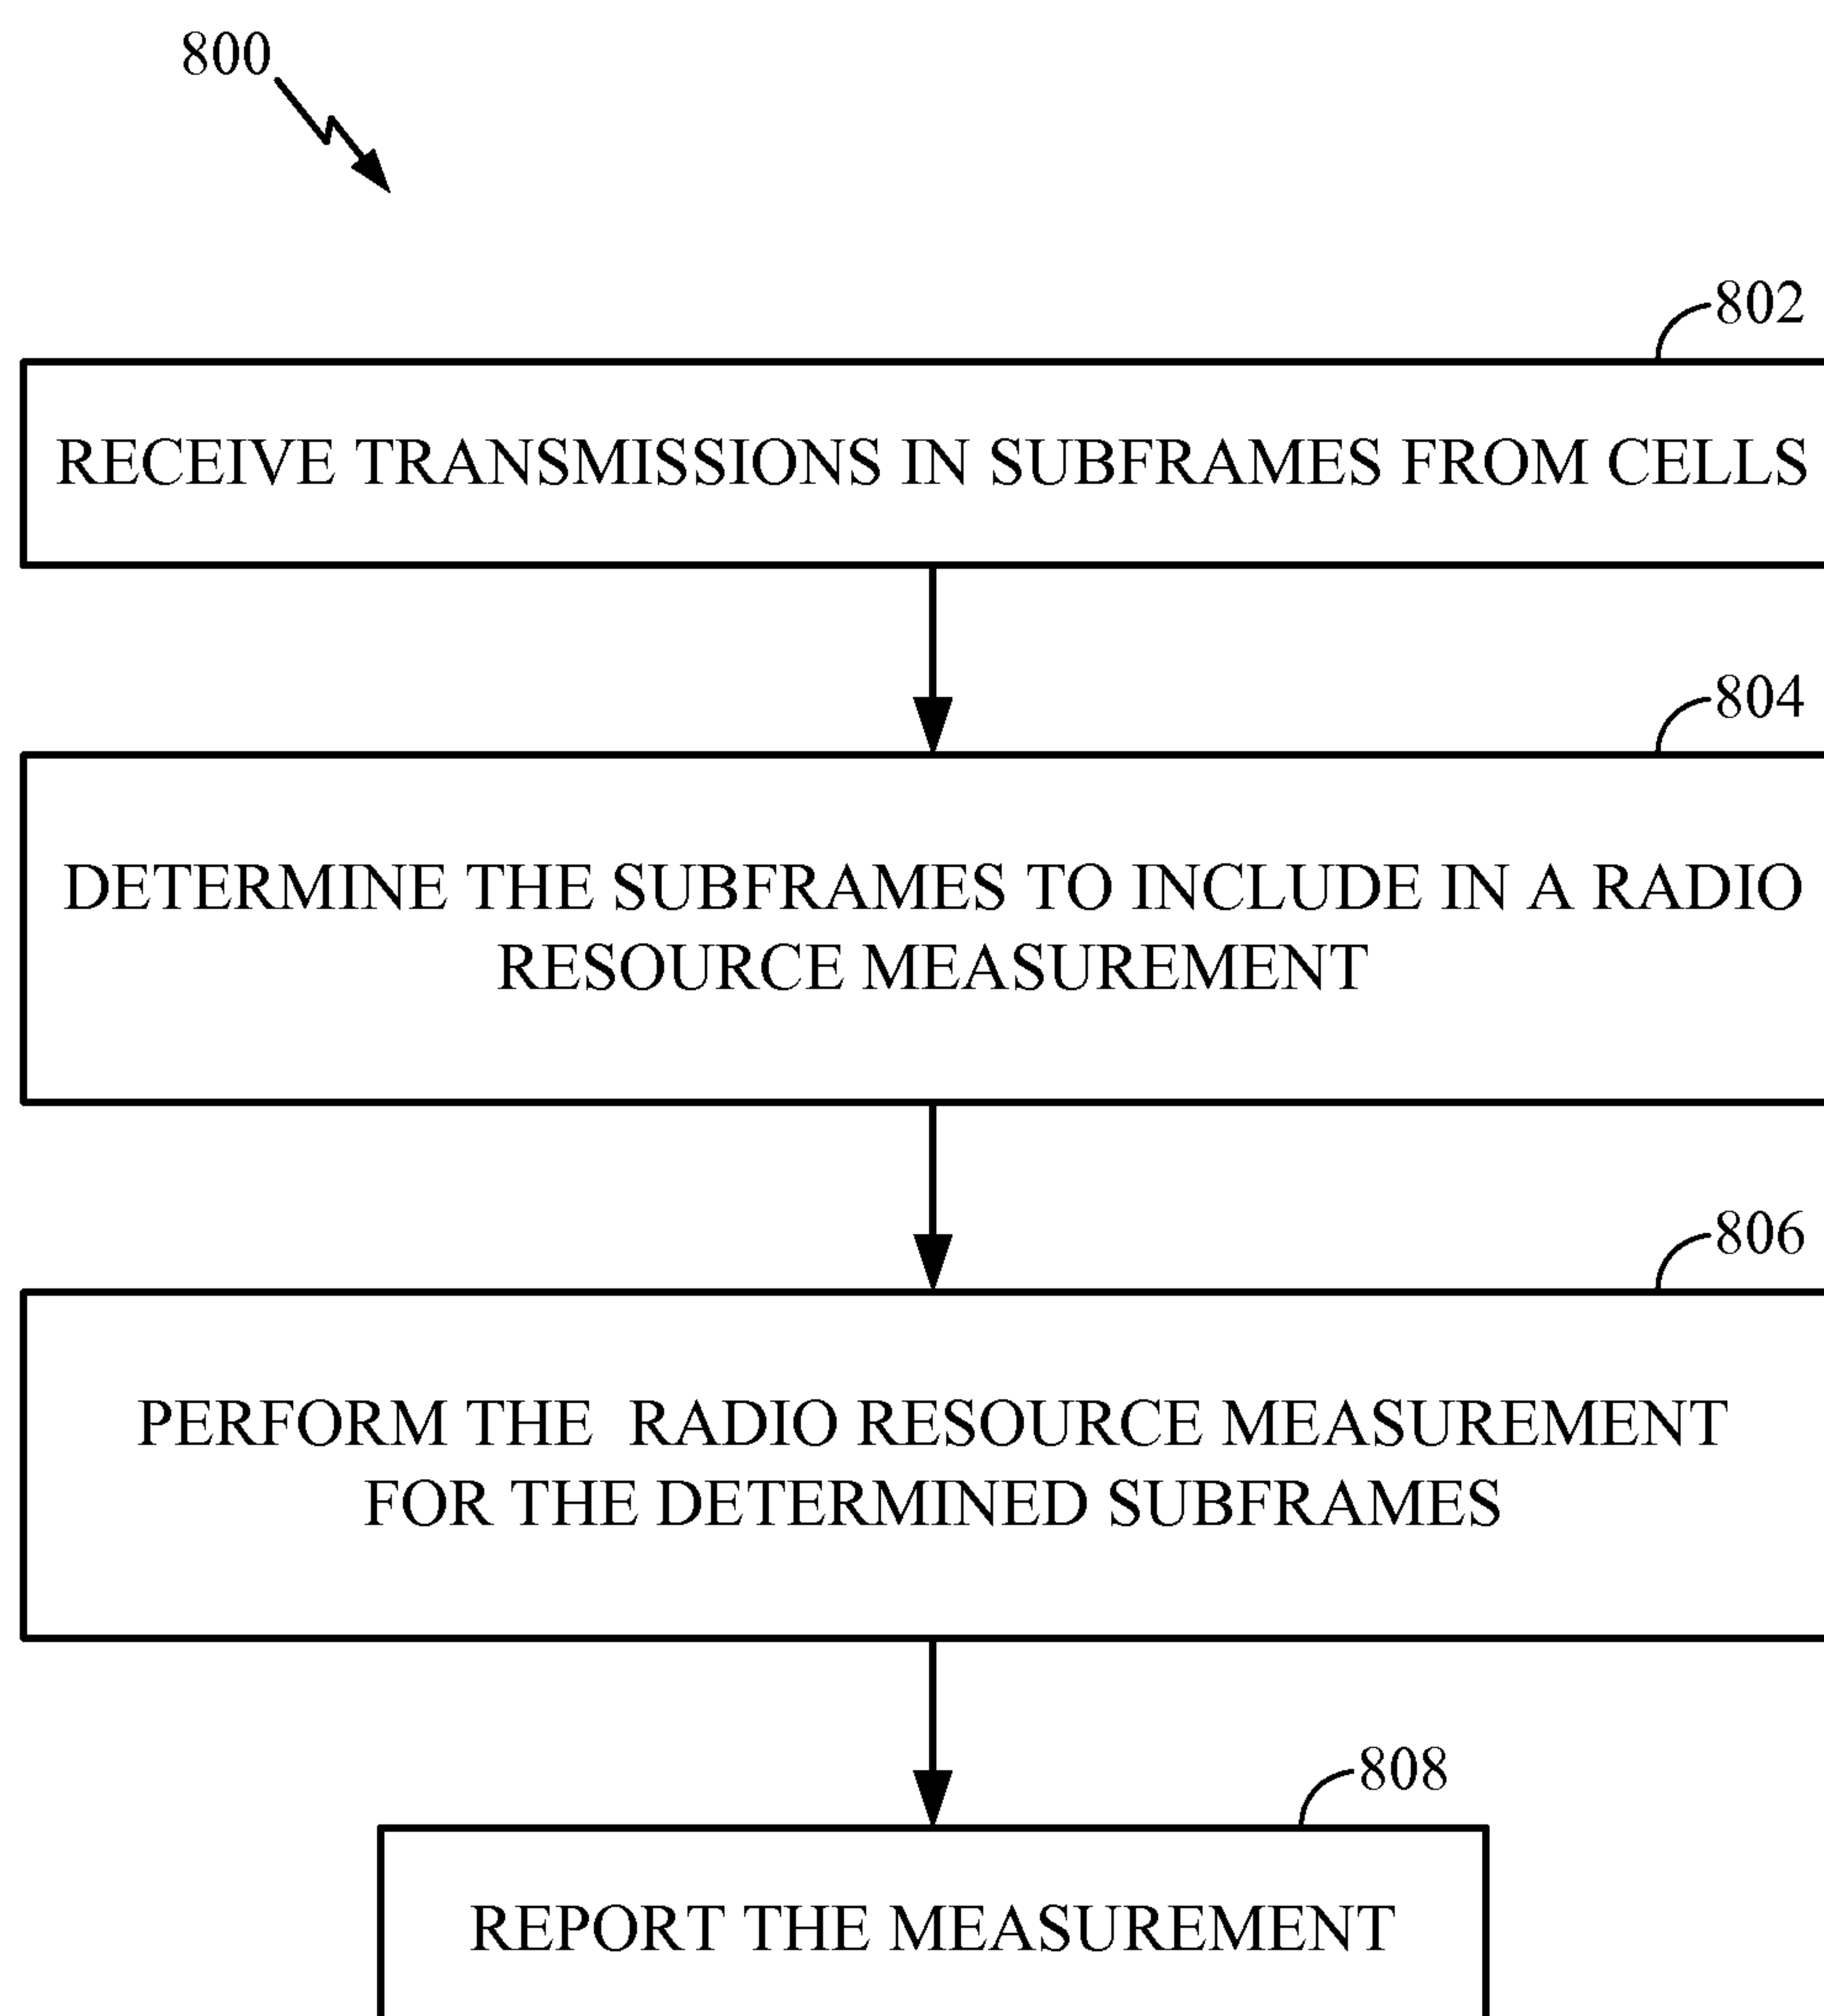 800
802
RECEIVE TRANSMISSIONS IN SUBFRAMES FROM CELLS
804
DETERMINE THE SUBFRAMES TO INCLUDE IN A RADIO
RESOURCE MEASUREMENT
806
PERFORM THE RADIO RESOURCE MEASUREMENT
FOR THE DETERMINED SUBFRAMES
808
REPORT THE MEASUREMENT